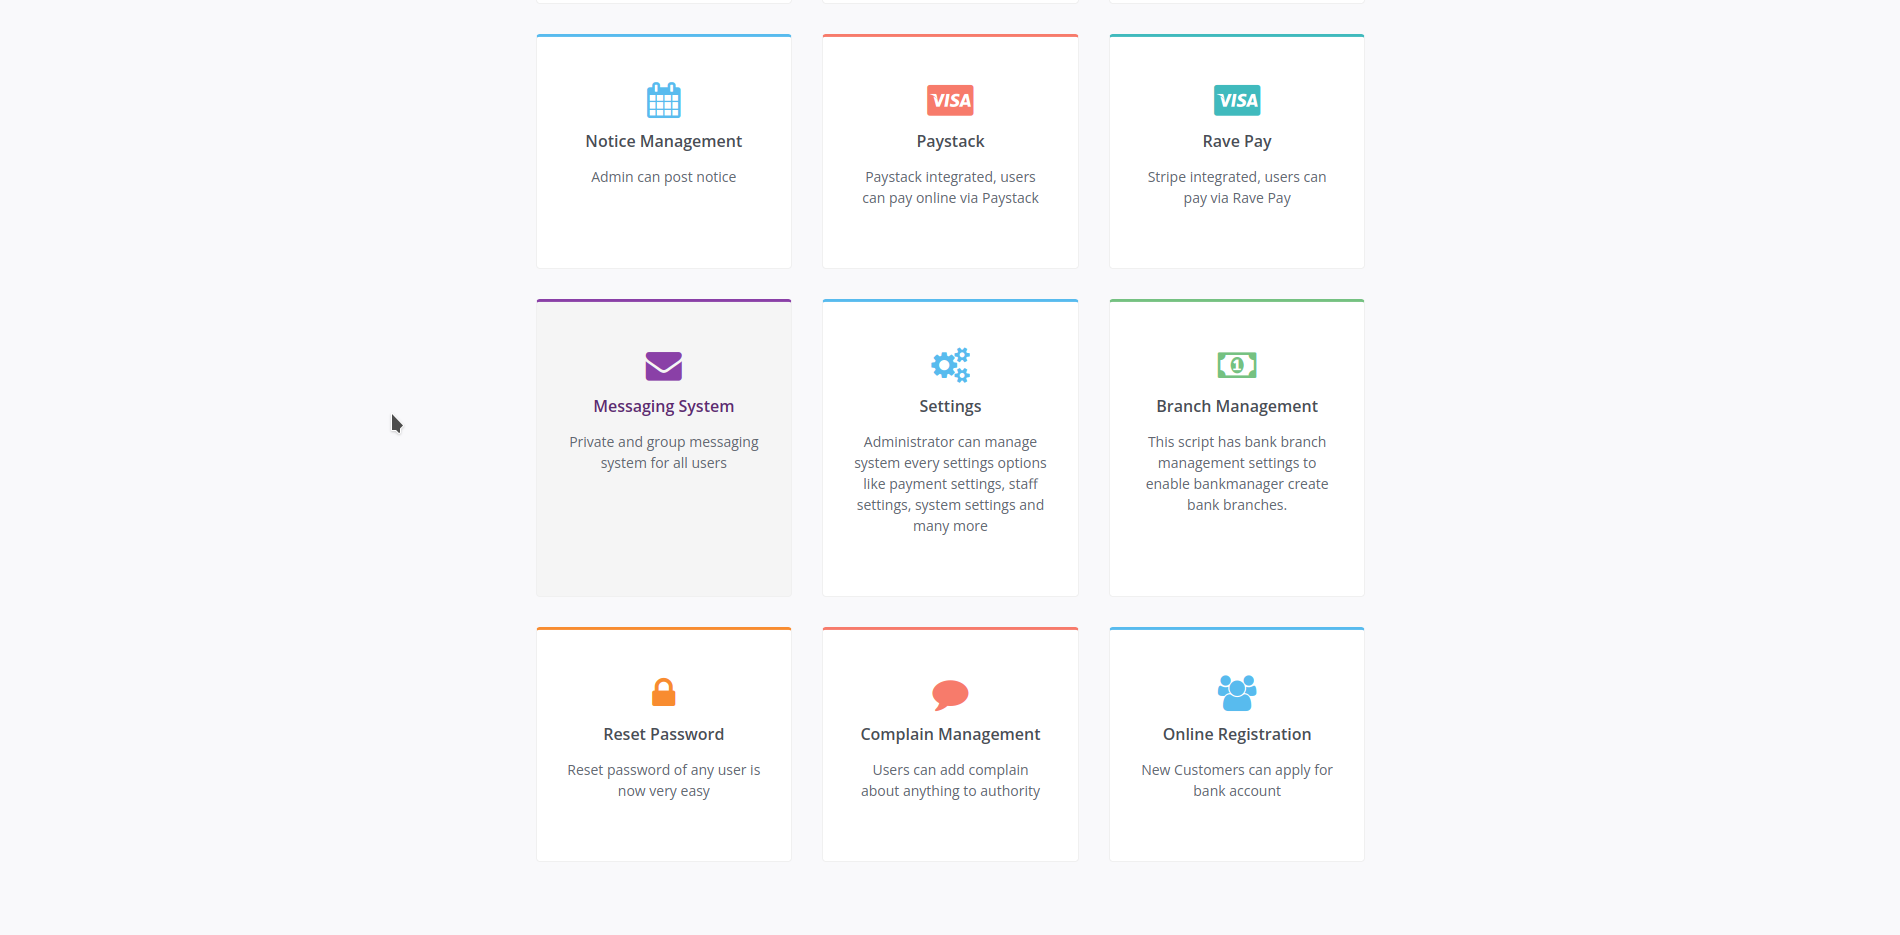 VISA
Notice Management
Admin can post notice
VISA
Paystack
Paystack integrated, users
can pay online via Paystack
VISA
Rave Pay
Stripe integrated, users can
pay via Rave Pay
Messaging System
Private and group messaging
system for all users
Settings
Administrator can manage
system every settings options
like payment settings, staff
settings, system settings and
many more
1
Branch Management
This script has bank branch
management settings to
enable bankmanager create
bank branches.
Reset Password
Reset password of any user is
now very easy
Complain Management
Users can add complain
about anything to authority
Online Registration
New Customers can apply for
bank account